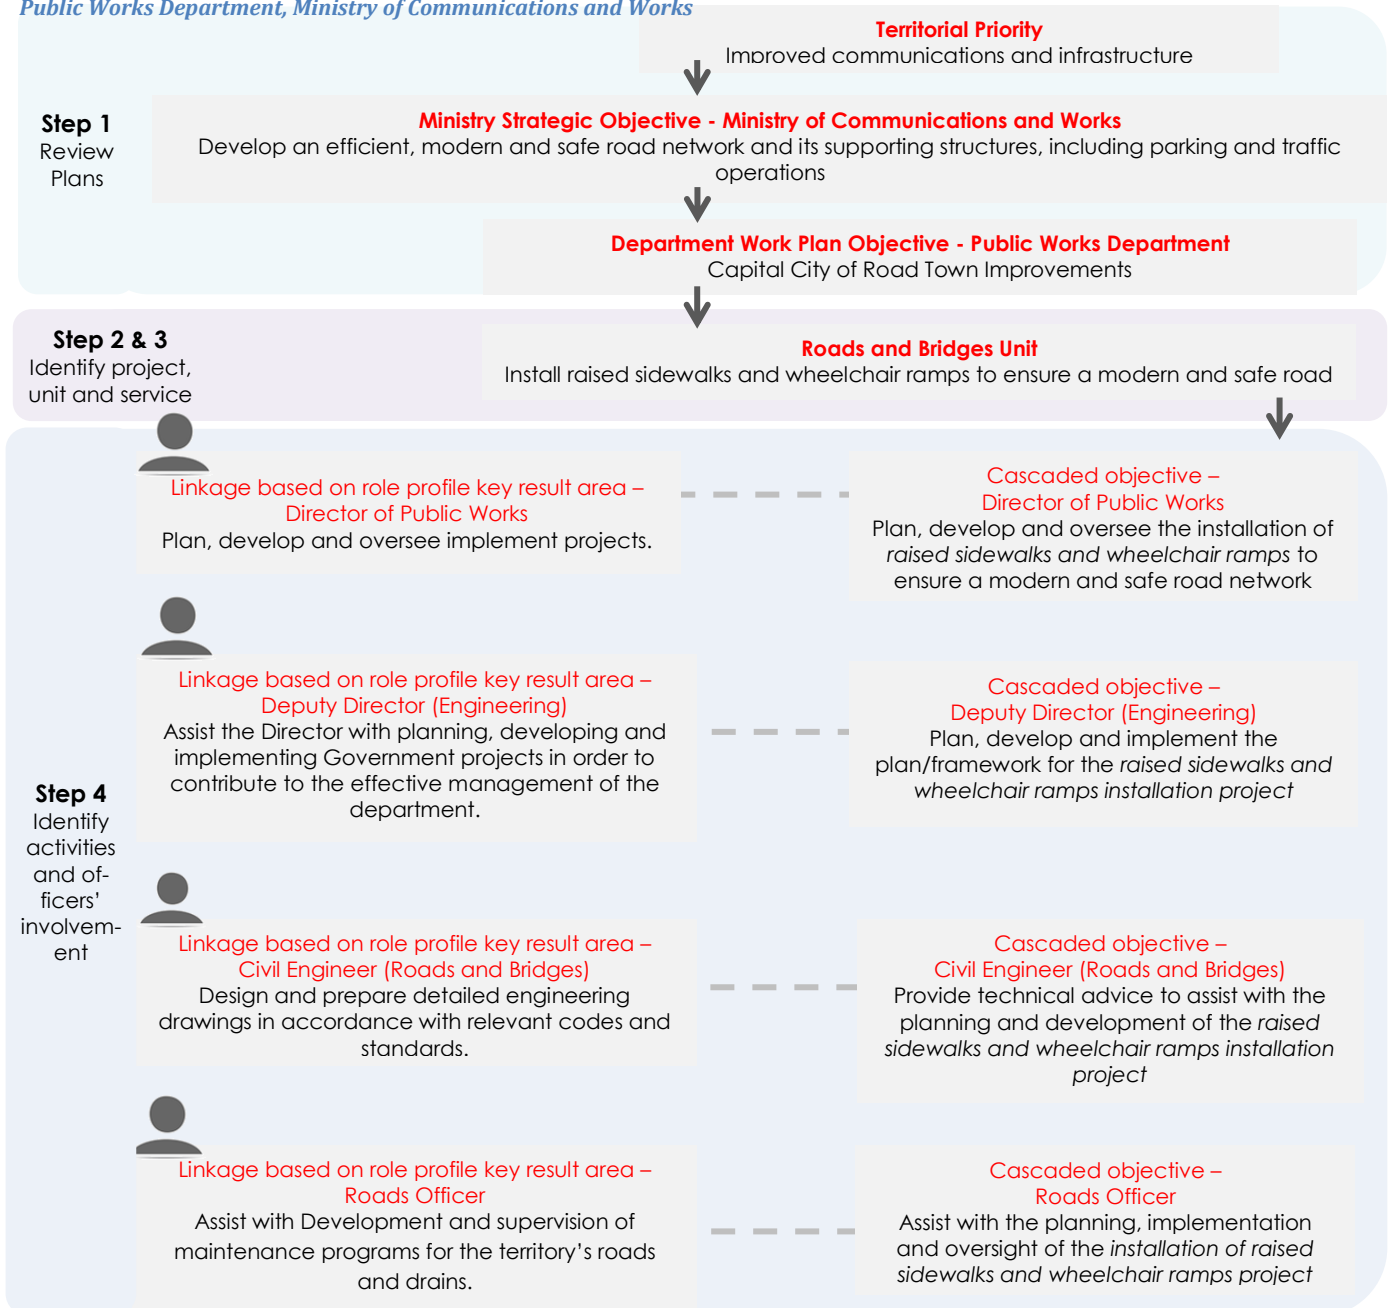 Public Works Department, Ministry of Communications and Works
Territorial Priority
Improved communications and infrastructure
Step 1
Review
Plans
Ministry Strategic Objective - Ministry of Communications and Works
Develop an efficient, modern and safe road network and its supporting structures, including parking and traffic
operations
Department Work Plan Objective - Public Works Department
Capital City of Road Town Improvements
Step 2 & 3
Identify project,
unit and service
Roads and Bridges Unit
Install raised sidewalks and wheelchair ramps to ensure a modern and safe road
Step 4
Identify
activities
and of-
ficers'
involvem-
ent
Linkage based on role profile key result area –
Director of Public Works
Plan, develop and oversee implement projects.
Cascaded objective –
Director of Public Works
Plan, develop and oversee the installation of
raised sidewalks and wheelchair ramps to
ensure a modern and safe road network
Linkage based on role profile key result area –
Deputy Director (Engineering)
Assist the Director with planning, developing and
implementing Government projects in order to
contribute to the effective management of the
department.
Cascaded objective –
Deputy Director (Engineering)
Plan, develop and implement the
plan/framework for the raised sidewalks and
wheelchair ramps installation project
Linkage based on role profile key result area –
Civil Engineer (Roads and Bridges)
Design and prepare detailed engineering
drawings in accordance with relevant codes and
standards.
Cascaded objective –
Civil Engineer (Roads and Bridges)
Provide technical advice to assist with the
planning and development of the raised
sidewalks and wheelchair ramps installation
project
Linkage based on role profile key result area –
Roads Officer
Assist with Development and supervision of
maintenance programs for the territory's roads
and drains.
Cascaded objective –
Roads Officer
Assist with the planning, implementation
and oversight of the installation of raised
sidewalks and wheelchair ramps project